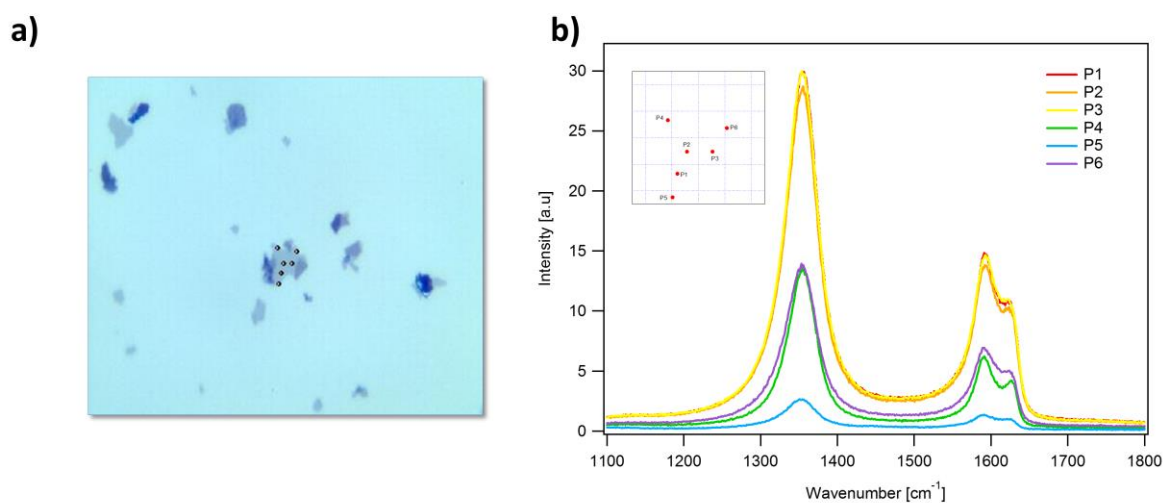 a)
b)
30
25
20
15
10
5
0
Intensity [a.u]
P4
P6
P2
P3
P1
P5
P1
P2
P3
P4
P5
P6
1100 1200 1300 1400 1500 1600 1700 1800
Wavenumber [cm-1]